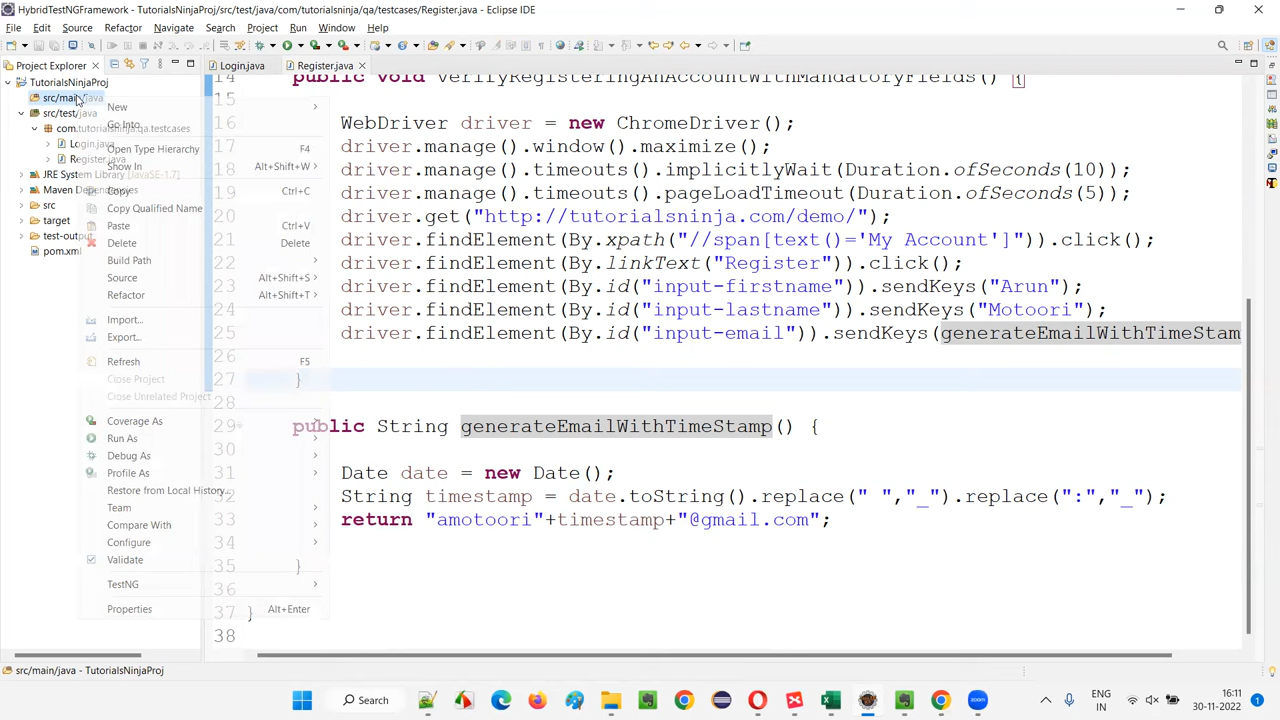 HybridTestNGFramework - TutorialsNinjaProj/src/test/java/com/tutorialsninja/qa/testcases/Register.java - Eclipse IDE
File Edit Source Refactor Navigate Search Project Run Window Help
Project Explorer
Login.java
Register.java
TutorialsNinjaProj
src/main/java
src/test/java
com.tutorialsninja.qa.testcases
Login.java
Register.java
JRE System Library [JavaSE-1.7]
Maven Dependencies
src
target
test-output
pom.xml
New
Go Into
Open Type Hierarchy F4
Show In Alt+Shift+W
Copy Ctrl+C
Copy Qualified Name
Paste Ctrl+V
Delete Delete
Build Path
Source Alt+Shift+S
Refactor Alt+Shift+T
Import...
Export...
Refresh F5
Close Project
Close Unrelated Project
Coverage As
Run As
Debug As
Profile As
Restore from Local History...
Team
Compare With
Configure
Validate
TestNG
Properties Alt+Enter
14 public void verifyRegisteringAnAccountWithMandatoryFields() {
15
16 WebDriver driver = new ChromeDriver();
17 driver.manage().window().maximize();
18 driver.manage().timeouts().implicitlyWait(Duration.ofSeconds(10));
19 driver.manage().timeouts().pageLoadTimeout(Duration.ofSeconds(5));
20 driver.get("http://tutorialsninja.com/demo/");
21 driver.findElement(By.xpath("//span[text()='My Account']")).click();
22 driver.findElement(By.linkText("Register")).click();
23 driver.findElement(By.id("input-firstname")).sendKeys("Arun");
24 driver.findElement(By.id("input-lastname")).sendKeys("Motoori");
25 driver.findElement(By.id("input-email")).sendKeys(generateEmailWithTimeStam
26
27 }
28
29 public String generateEmailWithTimeStamp() {
30
31 Date date = new Date();
32 String timestamp = date.toString().replace(" ","_").replace(":","_");
33 return "amotoori"+timestamp+"@gmail.com";
34
35 }
36
37 }
38
src/main/java - TutorialsNinjaProj
Search
ENG
IN
16:11
30-11-2022